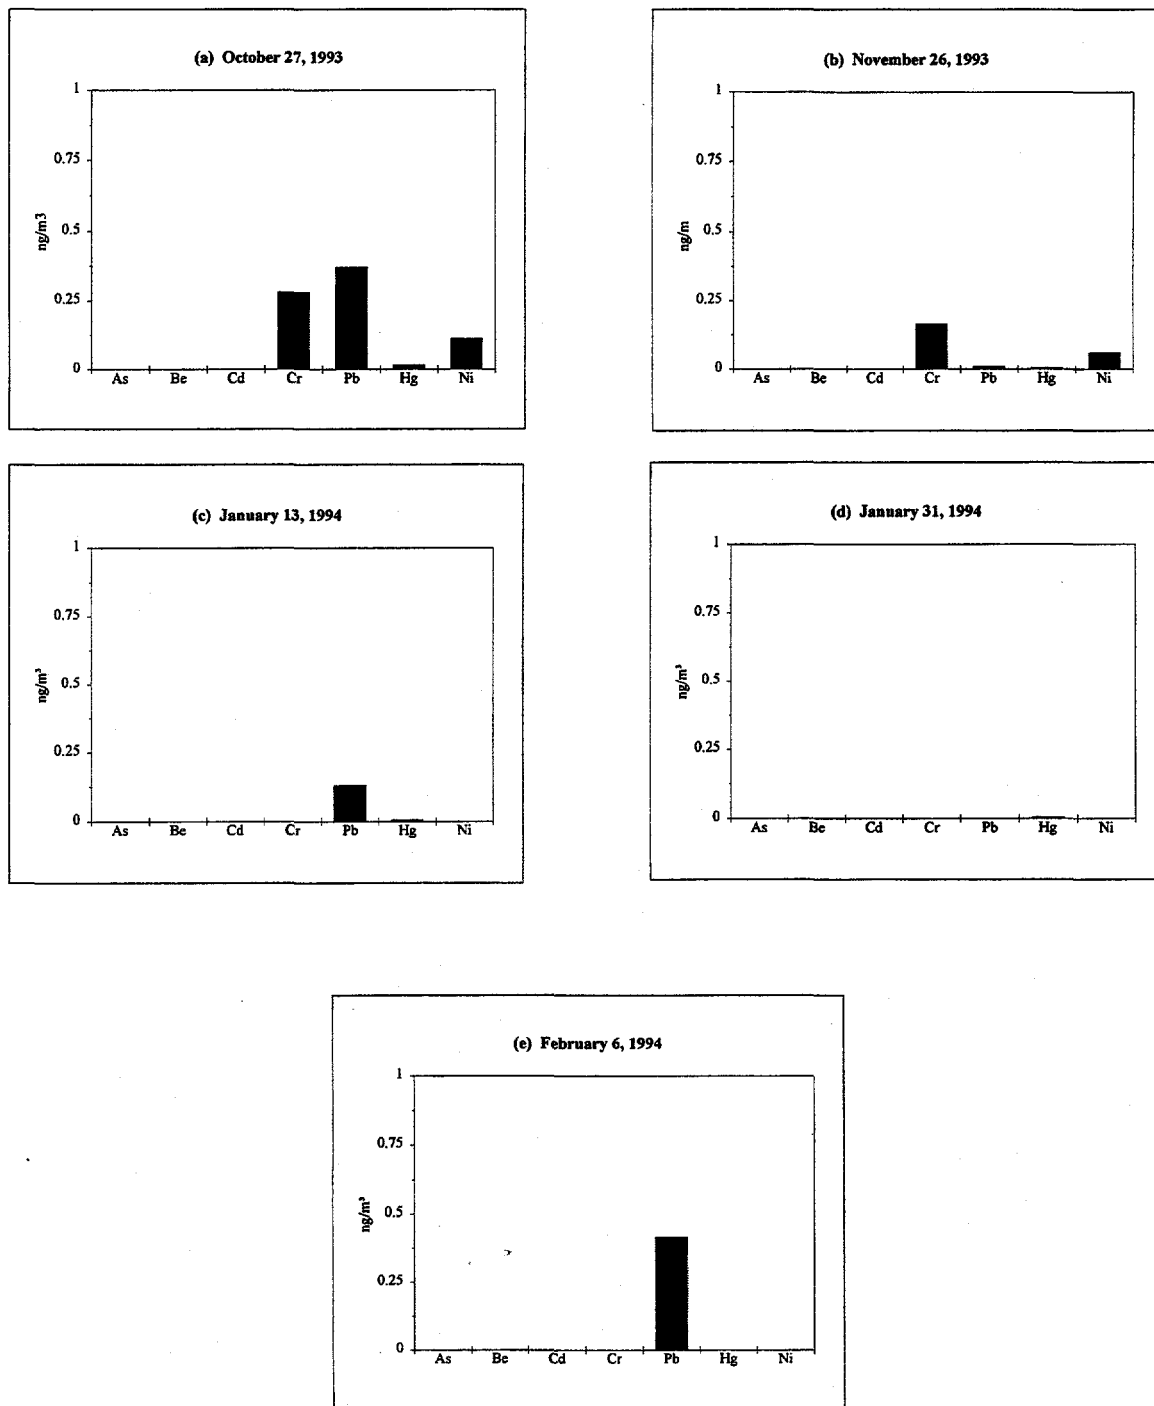 (a) October 27, 1993
1
0.75
0.5
0.25
0
ng/m3
As Be Cd Cr Pb Hg Ni
(b) November 26, 1993
1
0.75
0.5
0.25
0
ng/m
As Be Cd Cr Pb Hg Ni
(c) January 13, 1994
1
0.75
0.5
0.25
0
ng/m³
As Be Cd Cr Pb Hg Ni
(d) January 31, 1994
1
0.75
0.5
0.25
0
ng/m³
As Be Cd Cr Pb Hg Ni
(e) February 6, 1994
1
0.75
0.5
0.25
0
ng/m³
As Be Cd Cr Pb Hg Ni